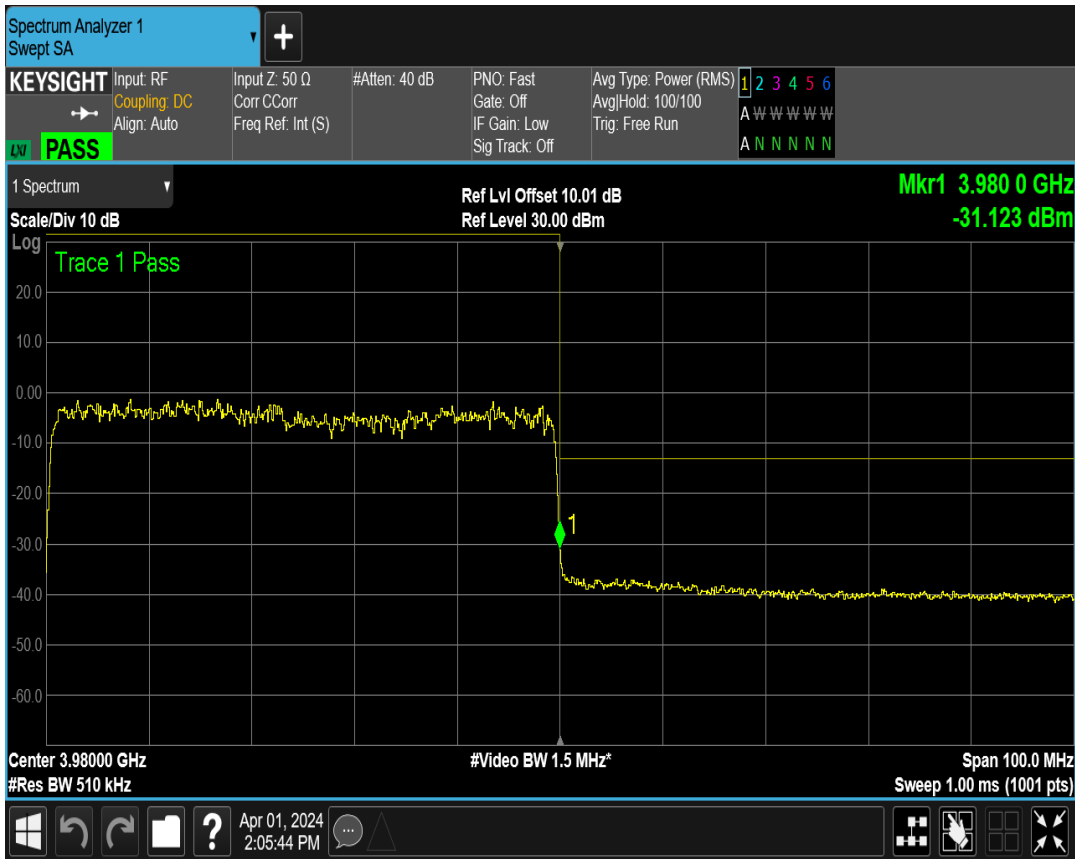 Spectrum Analyzer 1
Swept SA
+
KEYSIGHT
LXI PASS
Input: RF
Coupling: DC
Align: Auto
Input Z: 50 Ω
Corr CCorr
Freq Ref: Int (S)
#Atten: 40 dB
PNO: Fast
Gate: Off
IF Gain: Low
Sig Track: Off
Avg Type: Power (RMS)
Avg|Hold: 100/100
Trig: Free Run
1 2 3 4 5 6
A W W W W W
A N N N N N
1 Spectrum
Scale/Div 10 dB
Ref Lvl Offset 10.01 dB
Ref Level 30.00 dBm
Mkr1 3.980 0 GHz
-31.123 dBm
Log
Trace 1 Pass
20.0
10.0
0.00
-10.0
-20.0
1
-30.0
-40.0
-50.0
-60.0
Center 3.98000 GHz
#Res BW 510 kHz
#Video BW 1.5 MHz*
Span 100.0 MHz
Sweep 1.00 ms (1001 pts)
?
Apr 01, 2024
2:05:44 PM